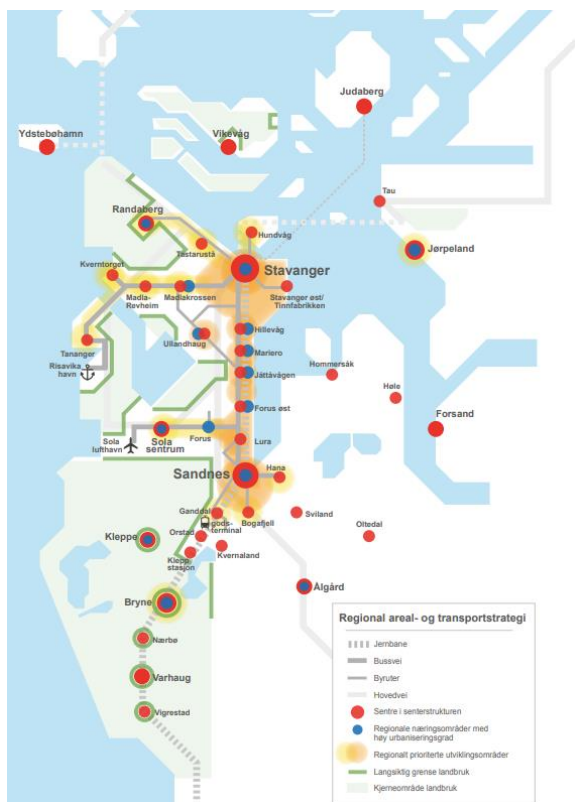 Judaberg
Ydstebøhamn
Vikevåg
Tau
Randaberg
Hundvåg
Tastarustå
Jørpeland
Kverntorget
Stavanger
Madla-
Revheim
Madlakrossen
Stavanger øst/
Tinnfabrikken
Ullandhaug
Hillevåg
Tananger
Mariero
Risavika
havn
Jåttåvågen
Hommersåk
Høle
Forus øst
Forsand
Sola
lufthavn
Sola
sentrum
Forus
Lura
Sandnes
Hana
Ganddal
gods-
terminal
Bogafjell
Sviland
Orstad
Oltedal
Kleppe
Kvernaland
Klepp
stasjon
Ålgård
Bryne
Nærbø
Varhaug
Vigrestad
Regional areal- og transportstrategi
Jernbane
Bussvei
Byruter
Hovedvei
Sentre i senterstrukturen
Regionale næringsområder med
høy urbaniseringsgrad
Regionalt prioriterte utviklingsområder
Langsiktig grense landbruk
Kjerneområde landbruk